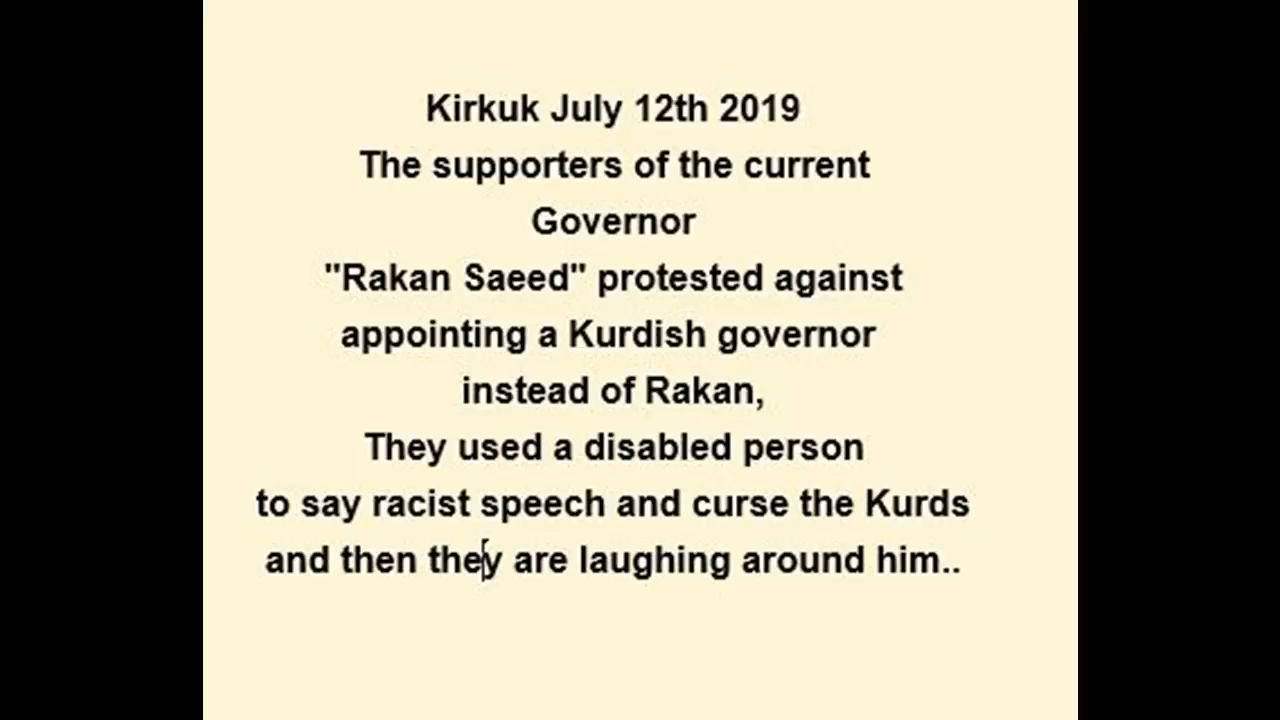 Kirkuk July 12th 2019
The supporters of the current
Governor
"Rakan Saeed" protested against
appointing a Kurdish governor
instead of Rakan,
They used a disabled person
to say racist speech and curse the Kurds
and then they are laughing around him..